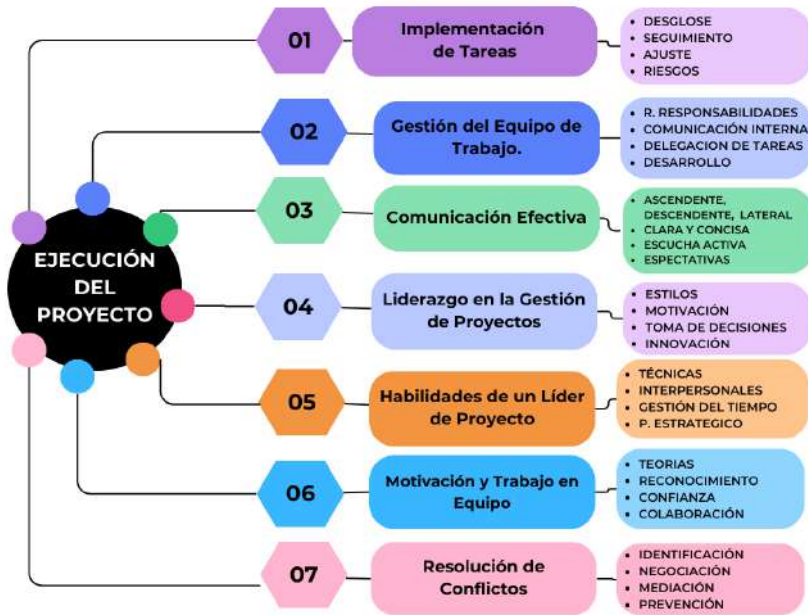 EJECUCIÓN
DEL
PROYECTO
01
Implementación
de Tareas
• DESGLOSE
• SEGUIMIENTO
• AJUSTE
• RIESGOS
02
Gestión del Equipo de
Trabajo.
• R. RESPONSABILIDADES
• COMUNICACIÓN INTERNA
• DELEGACION DE TAREAS
• DESARROLLO
03
Comunicación Efectiva
• ASCENDENTE,
DESCENDENTE, LATERAL
• CLARA Y CONCISA
• ESCUCHA ACTIVA
• ESPECTATIVAS
04
Liderazgo en la Gestión
de Proyectos
• ESTILOS
• MOTIVACIÓN
• TOMA DE DECISIONES
• INNOVACIÓN
05
Habilidades de un Líder
de Proyecto
• TÉCNICAS
• INTERPERSONALES
• GESTIÓN DEL TIEMPO
• P. ESTRATEGICO
06
Motivación y Trabajo en
Equipo
• TEORIAS
• RECONOCIMIENTO
• CONFIANZA
• COLABORACIÓN
07
Resolución de
Conflictos
• IDENTIFICACIÓN
• NEGOCIACIÓN
• MEDIACIÓN
• PREVENCIÓN